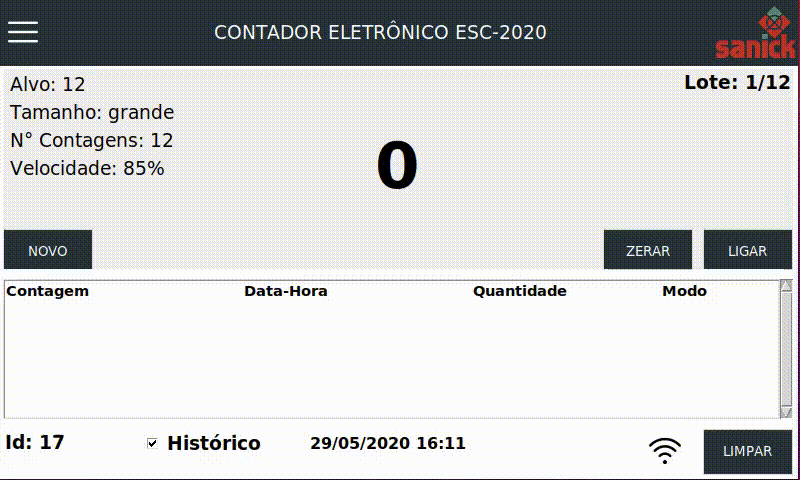 CONTADOR ELETRÔNICO ESC-2020
sanick
Alvo: 12
Lote: 1/12
Tamanho: grande
N° Contagens: 12
Velocidade: 85%
0
NOVO
ZERAR
LIGAR
Contagem Data-Hora Quantidade Modo
Id: 17
Histórico
29/05/2020 16:11
LIMPAR